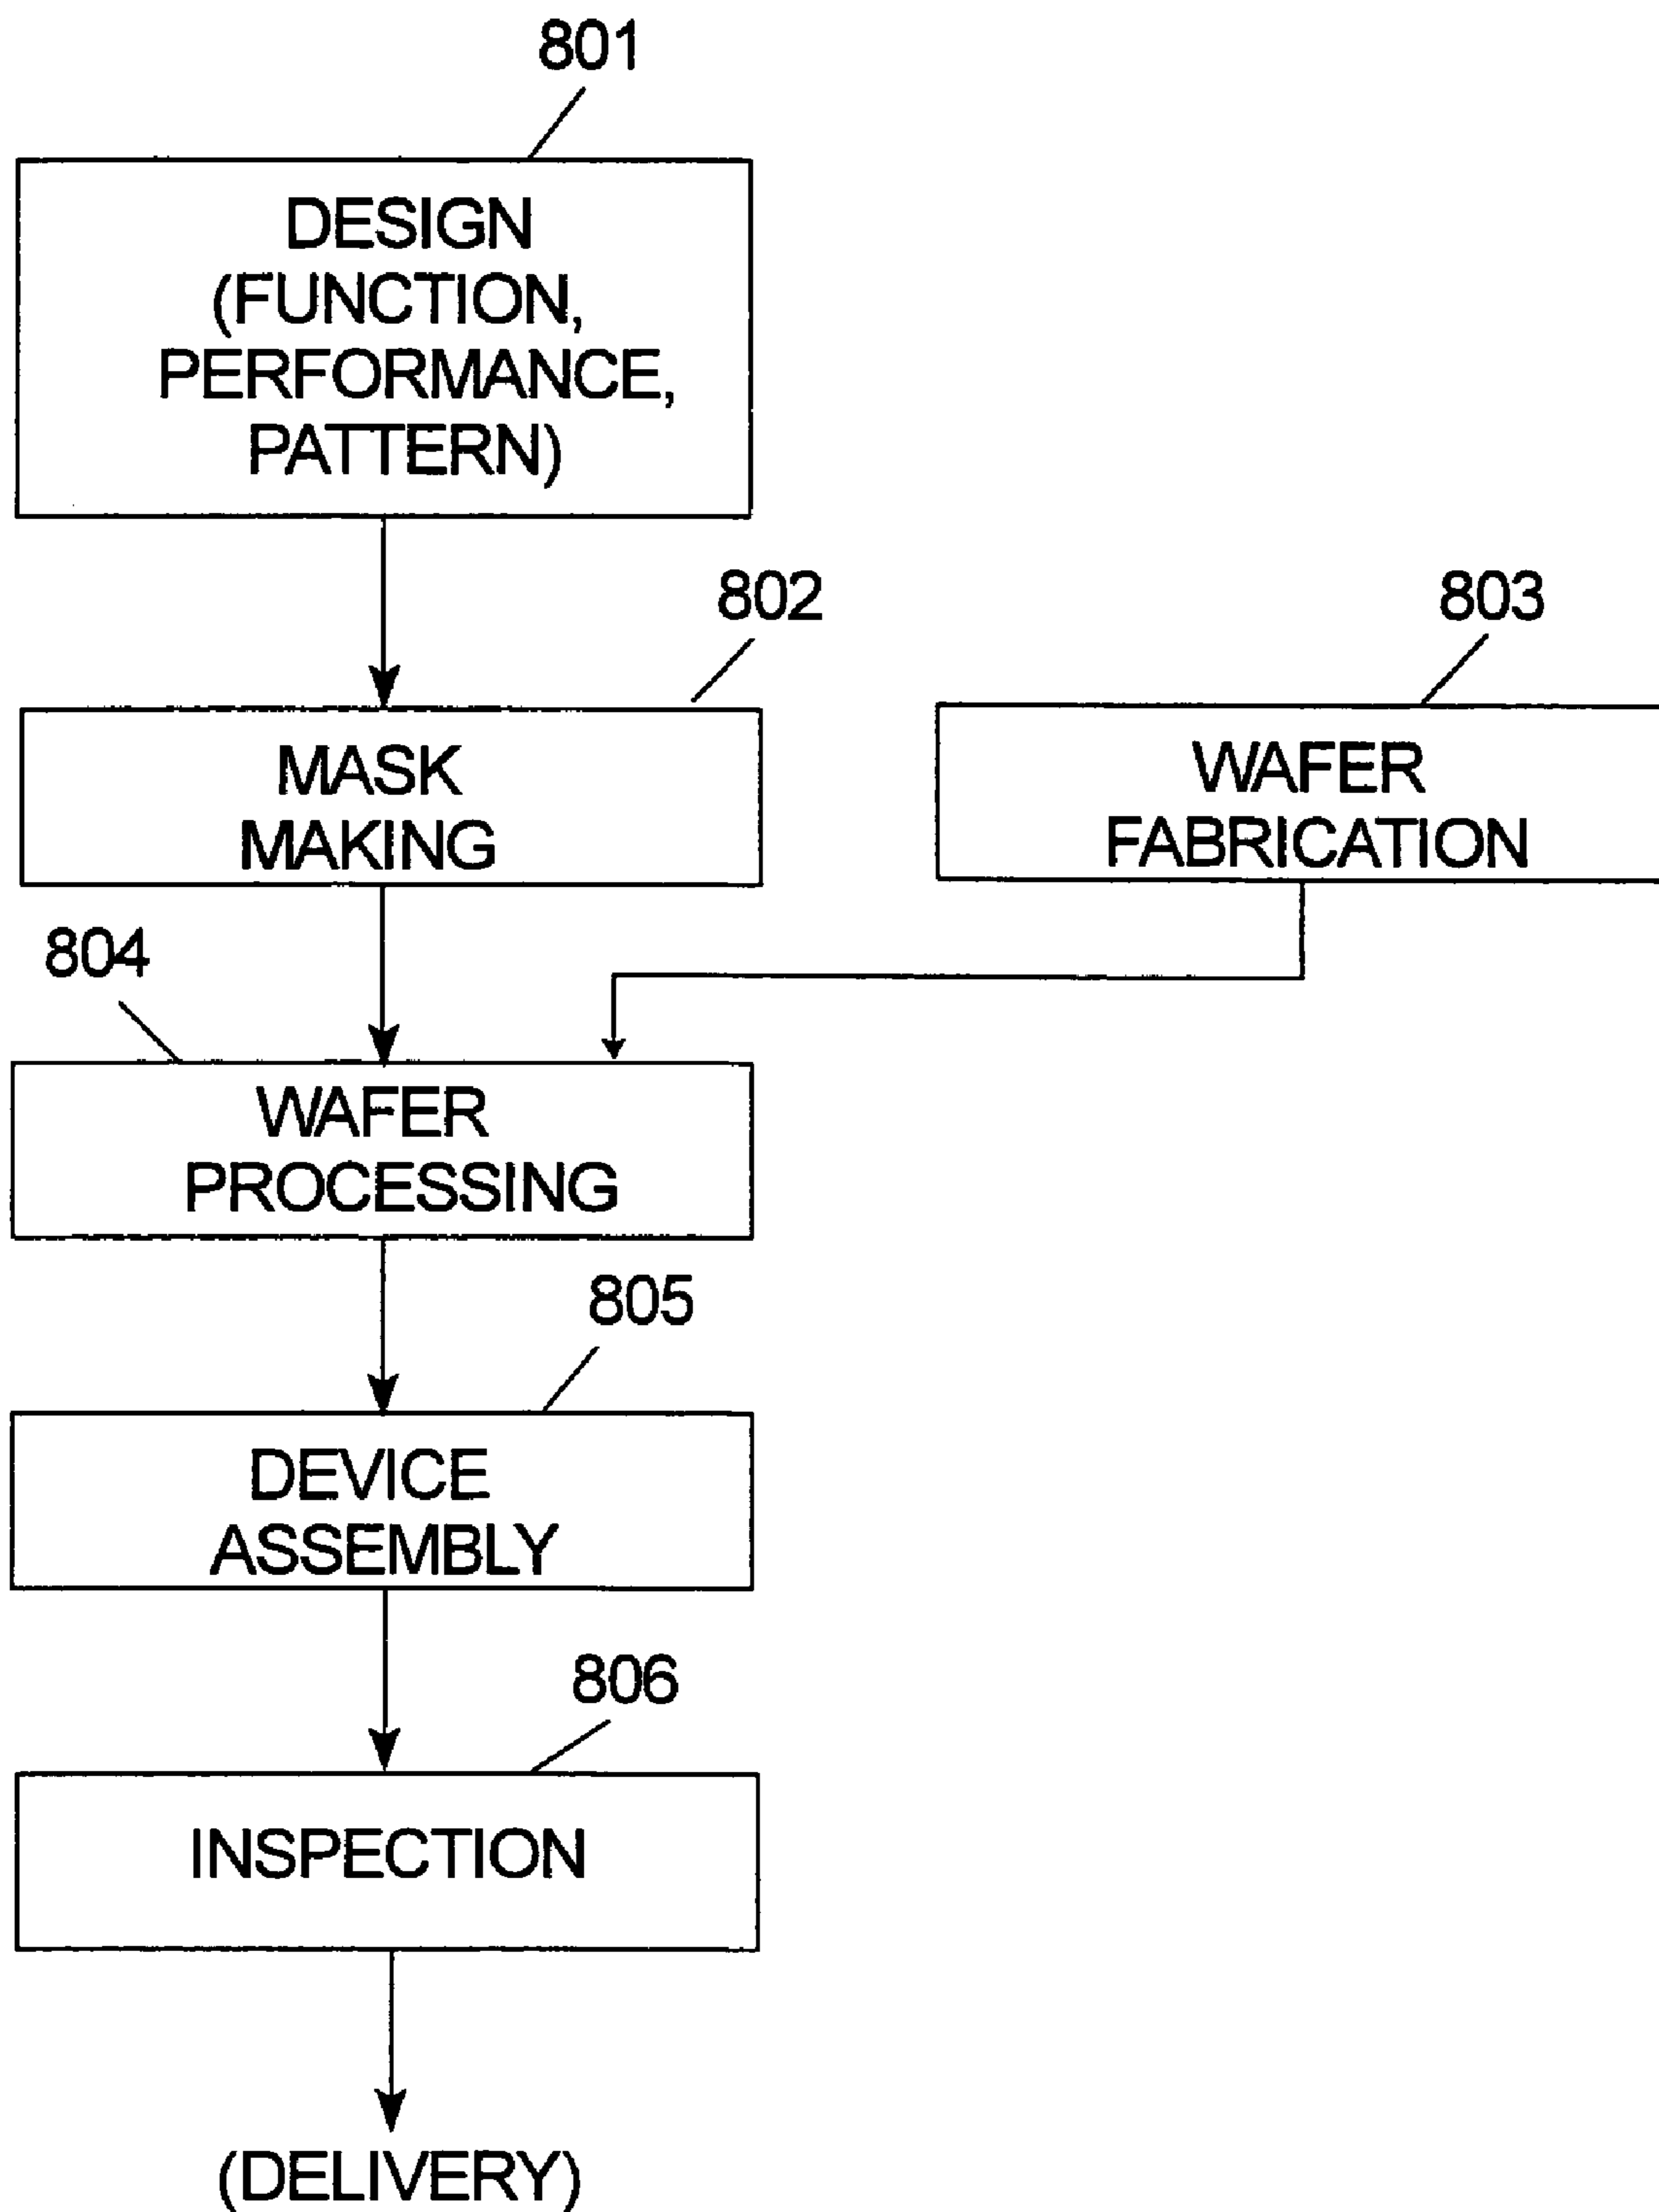 801
DESIGN
(FUNCTION,
PERFORMANCE,
PATTERN)
802
803
MASK
MAKING
WAFER
FABRICATION
804
WAFER
PROCESSING
805
DEVICE
ASSEMBLY
806
INSPECTION
(DELIVERY)